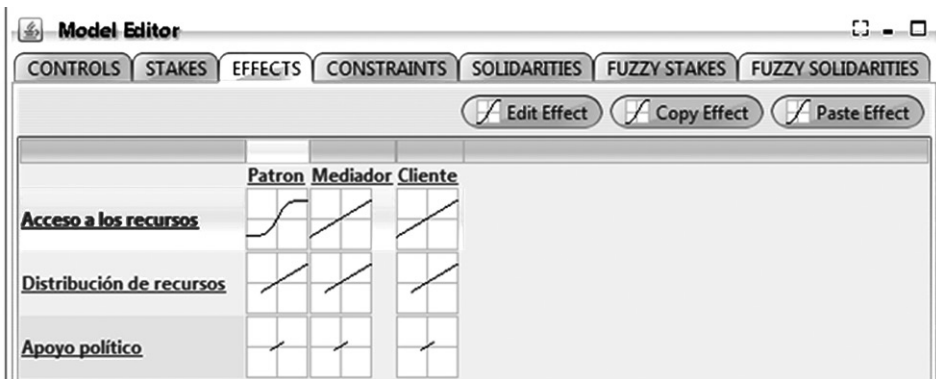 Model Editor
CONTROLS STAKES EFFECTS CONSTRAINTS SOLIDARITIES FUZZY STAKES FUZZY SOLIDARITIES
Edit Effect Copy Effect Paste Effect
Patron Mediador Cliente
Acceso a los recursos
Distribución de recursos
Apoyo político